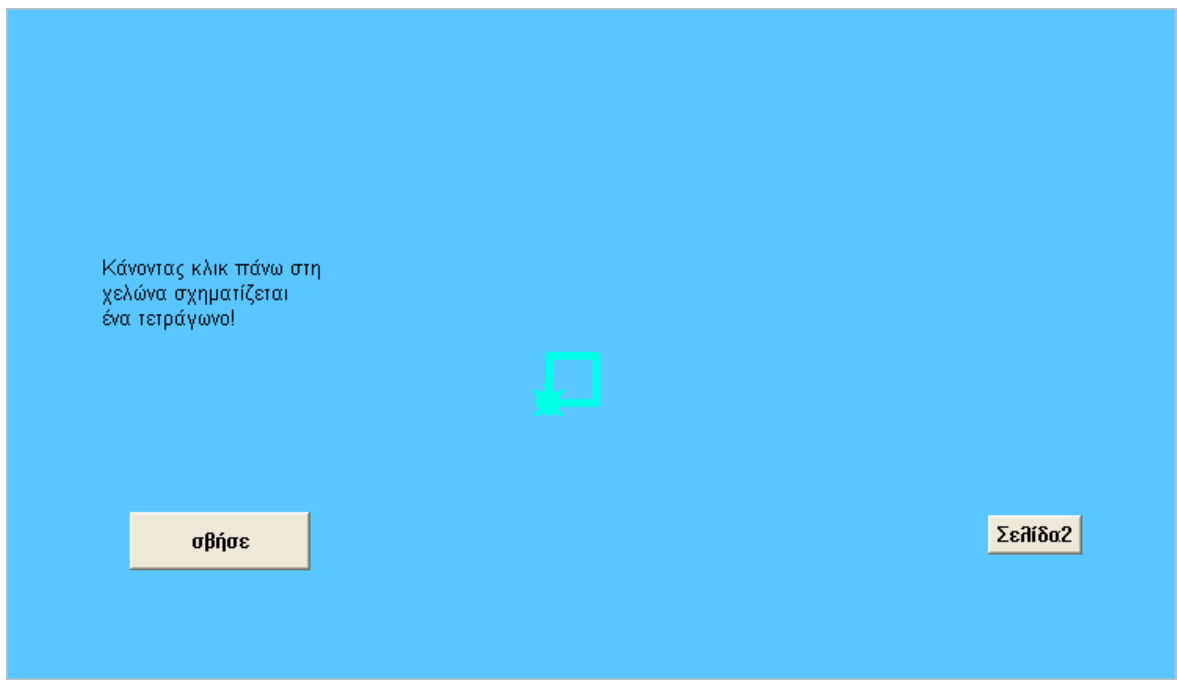 Κάνοντας κλικ πάνω στη
χελώνα σχηματίζεται
ένα τετράγωνο!
σβήσε
Σελίδα2